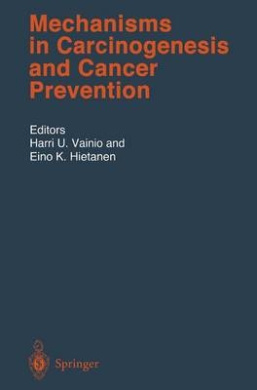 Mechanisms
in Carcinogenesis
and Cancer
Prevention
Editors
Harri U. Vainio and
Eino K. Hietanen
Springer